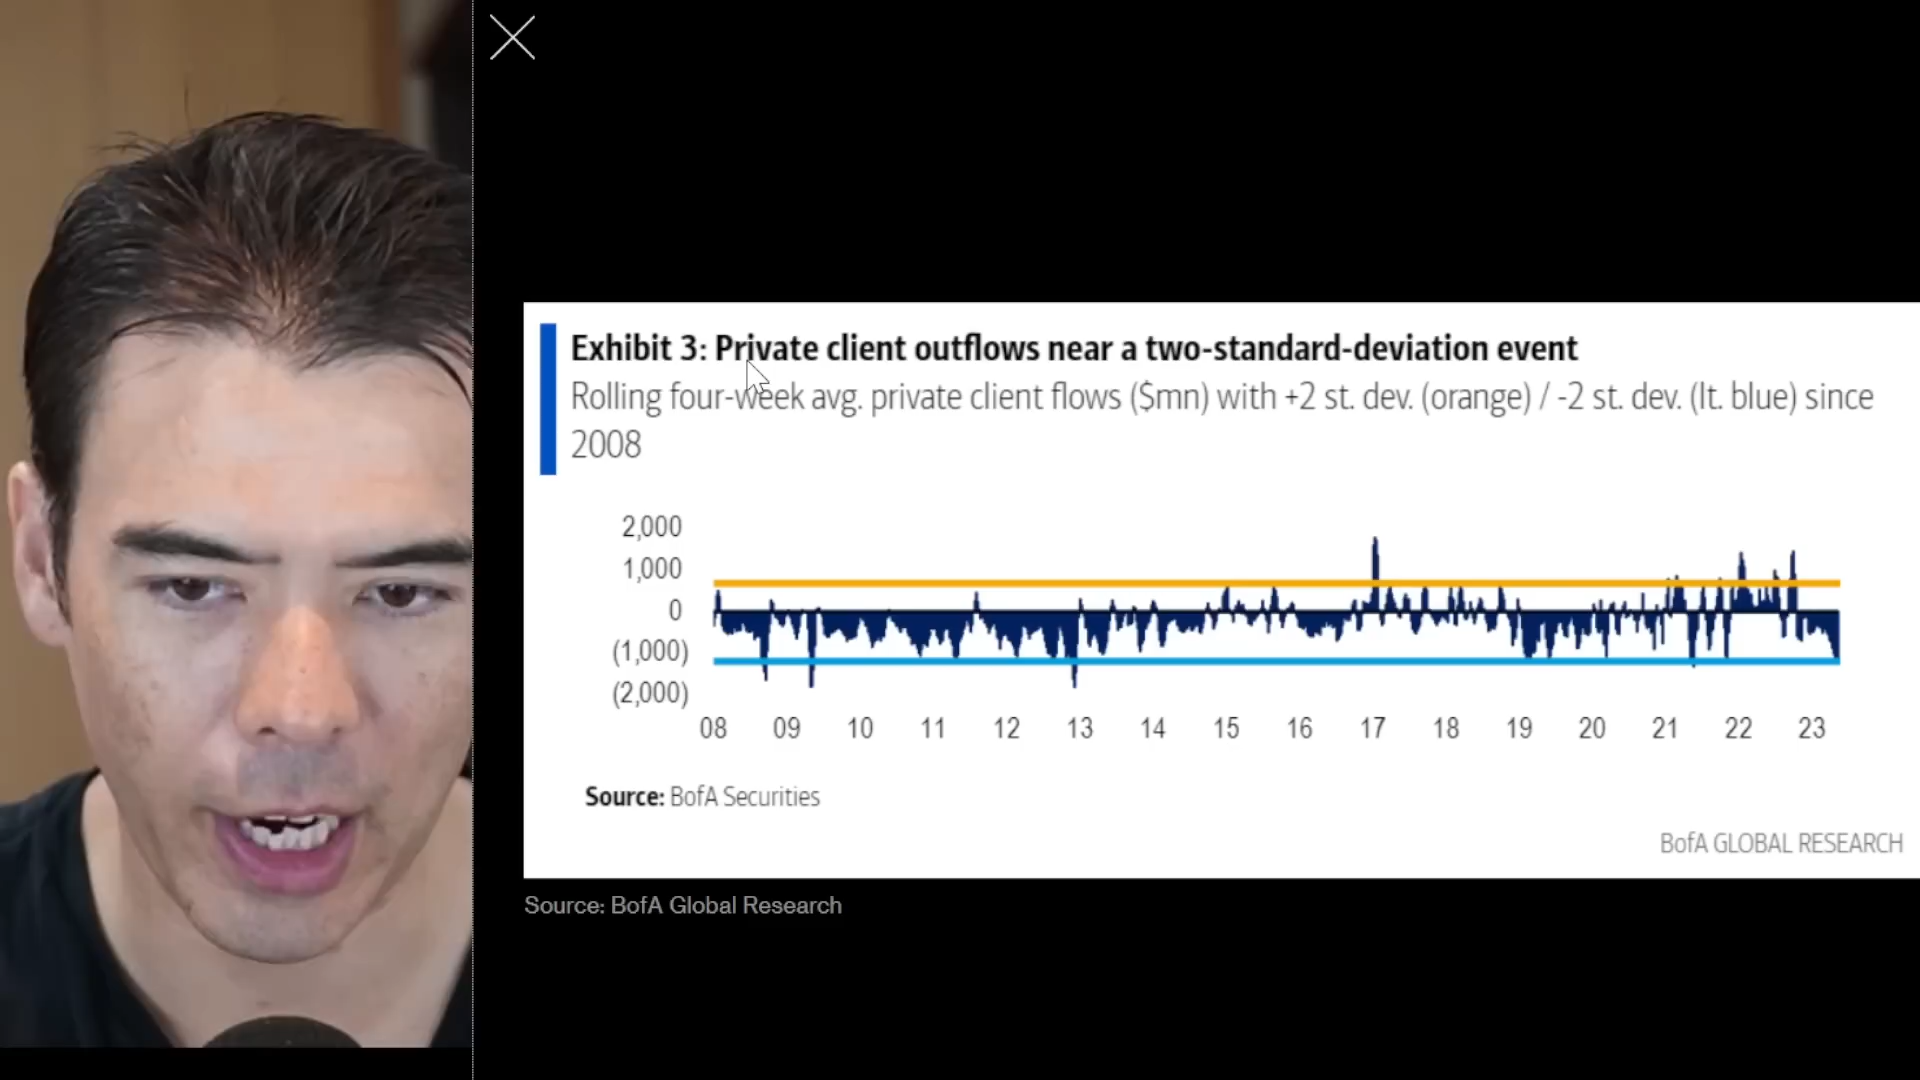 Exhibit 3: Private client outflows near a two-standard-deviation event
Rolling four-week avg. private client flows ($mn) with +2 st. dev. (orange) / -2 st. dev. (lt. blue) since
2008
2,000
1,000
0
(1,000)
(2,000)
08 09 10 11 12 13 14 15 16 17 18 19 20 21 22 23
Source: BofA Securities
BofA GLOBAL RESEARCH
Source: BofA Global Research